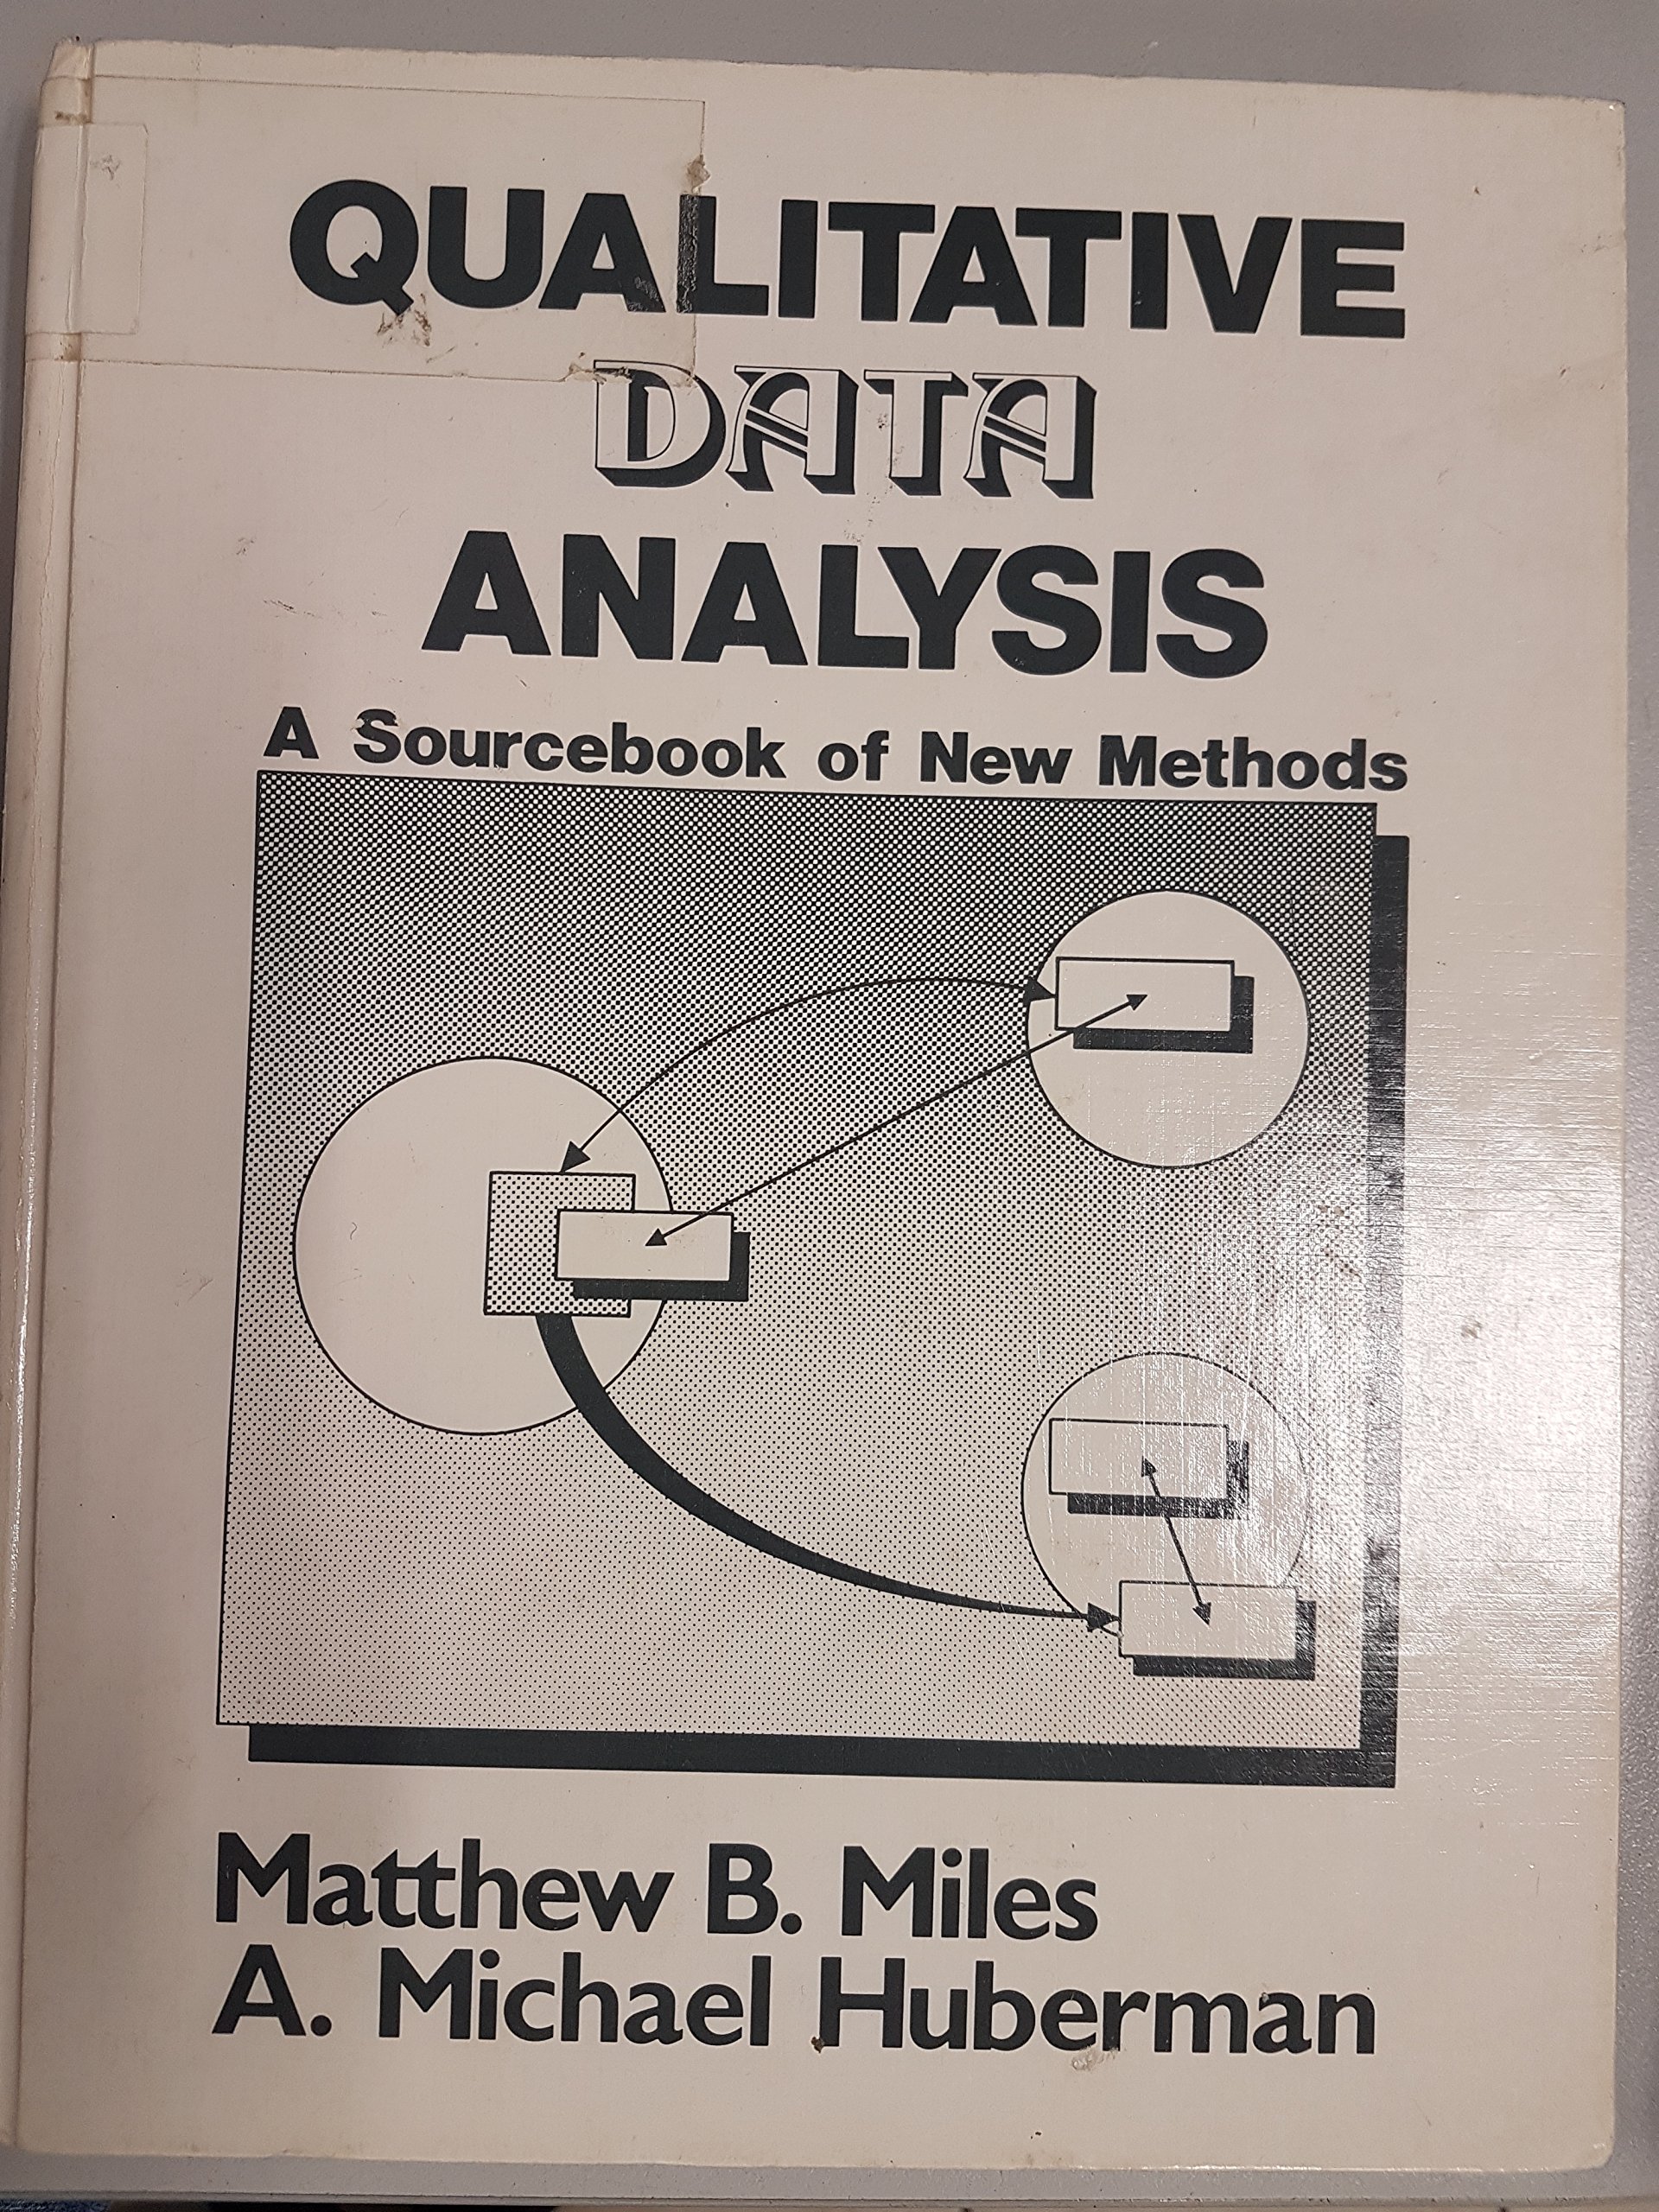 QUALITATIVE
DATA
ANALYSIS
A Sourcebook of New Methods
Matthew B. Miles
A. Michael Huberman